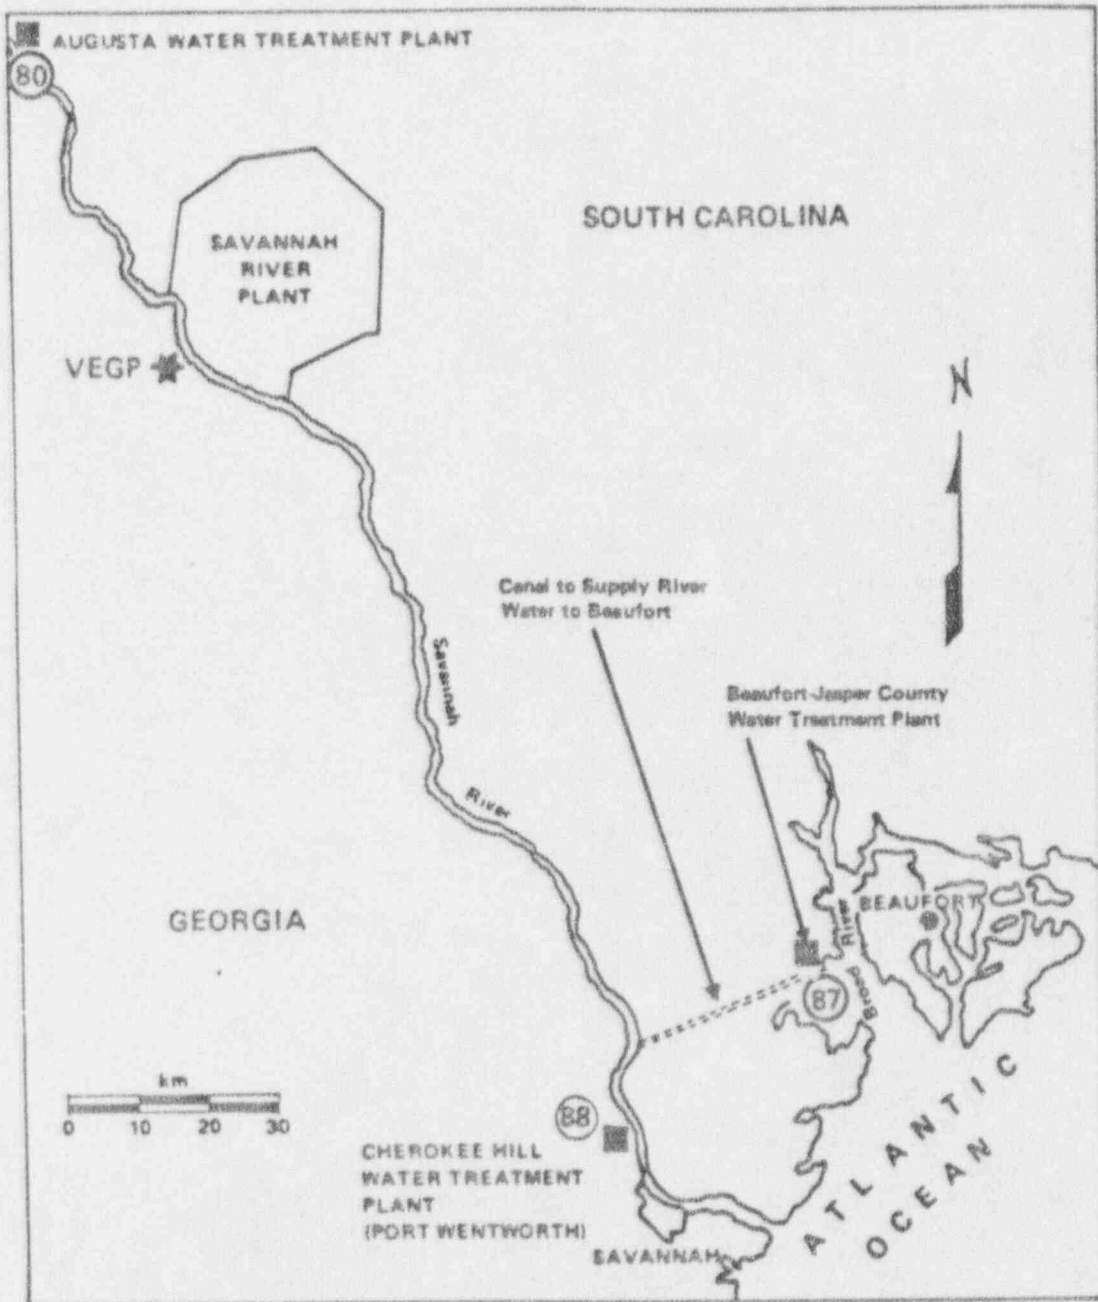 AUGUSTA WATER TREATMENT PLANT
80
SOUTH CAROLINA
SAVANNAH
RIVER
PLANT
VEGP
N
Canal to Supply River
Water to Beaufort
Savannah
River
Beaufort-Jasper County
Water Treatment Plant
GEORGIA
BEAUFORT
Broad River
87
km
0 10 20 30
88
CHEROKEE HILL
WATER TREATMENT
PLANT
(PORT WENTWORTH)
SAVANNAH
ATLANTIC
OCEAN